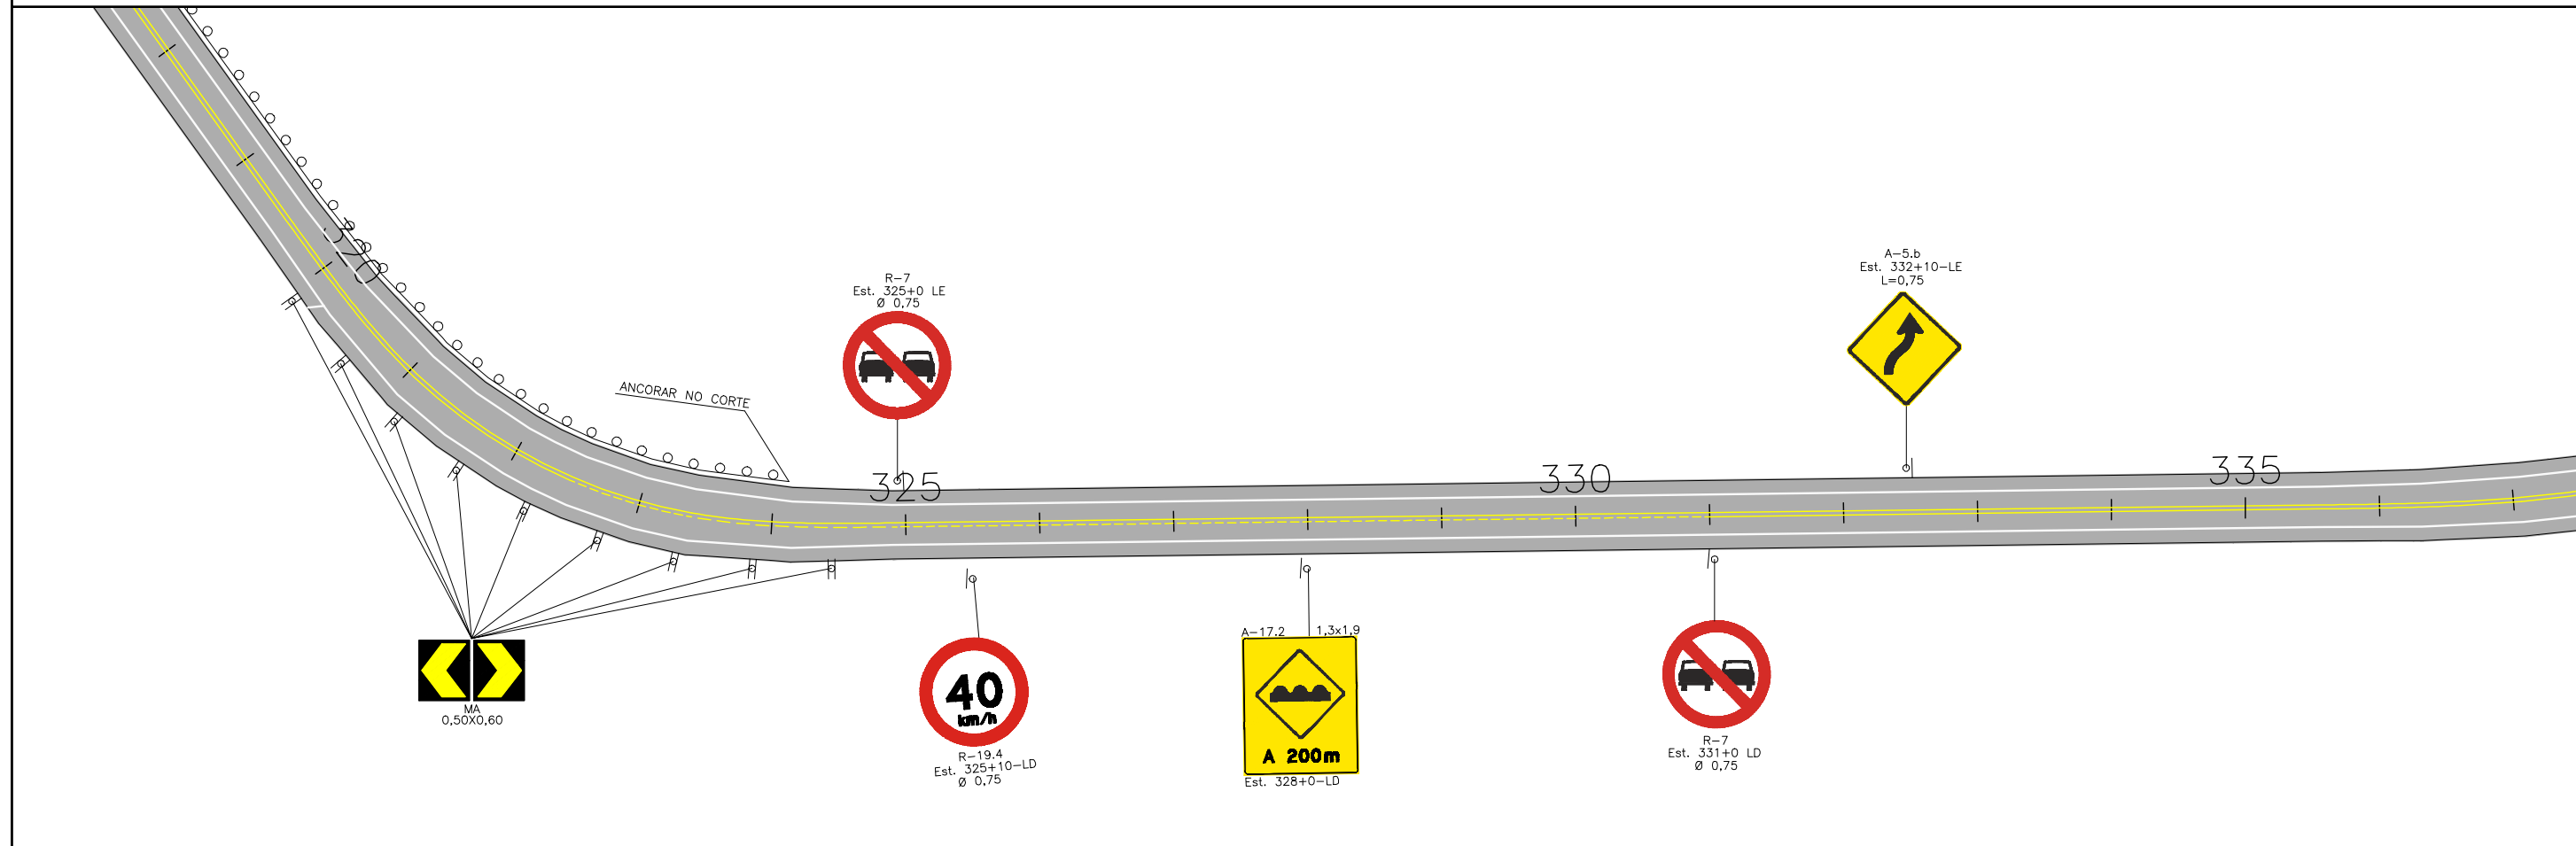 320
ANCORAR NO CORTE
R-7
Est. 325+0 LE
Ø 0,75
325
330
A-5.b
Est. 332+10-LE
L=0,75
335
MA
0,50X0,60
40
km/h
R-19.4
Est. 325+10-LD
Ø 0,75
A-17.2 1,3x1,9
A 200m
Est. 328+0-LD
R-7
Est. 331+0 LD
Ø 0,75